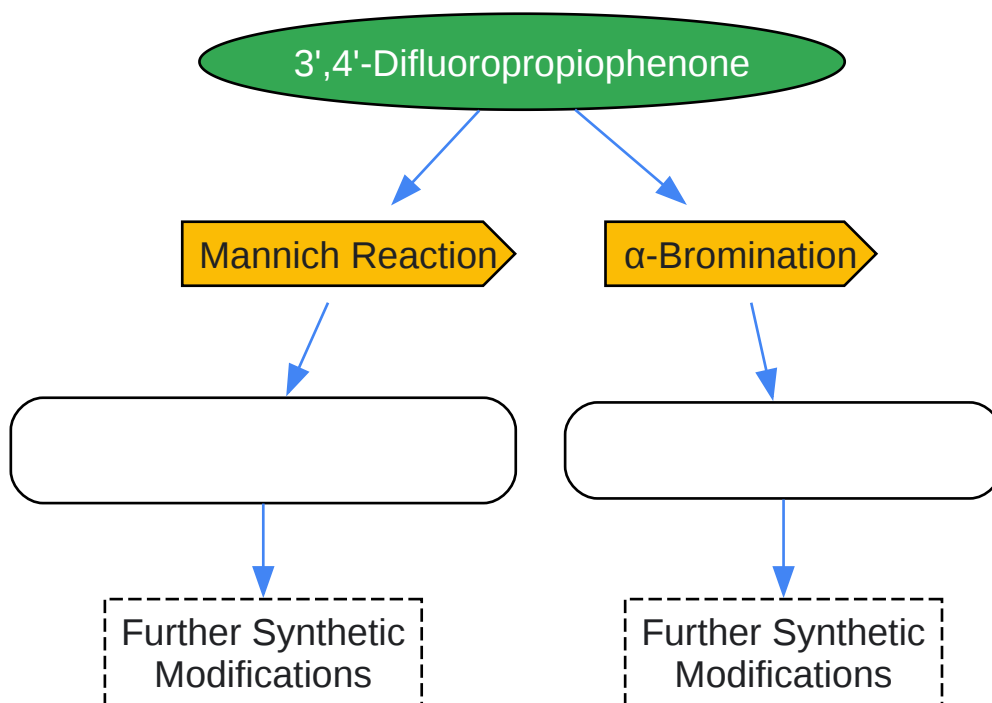 3',4'-Difluoropropiophenone
Mannich Reaction
α-Bromination
Further Synthetic
Modifications
Further Synthetic
Modifications